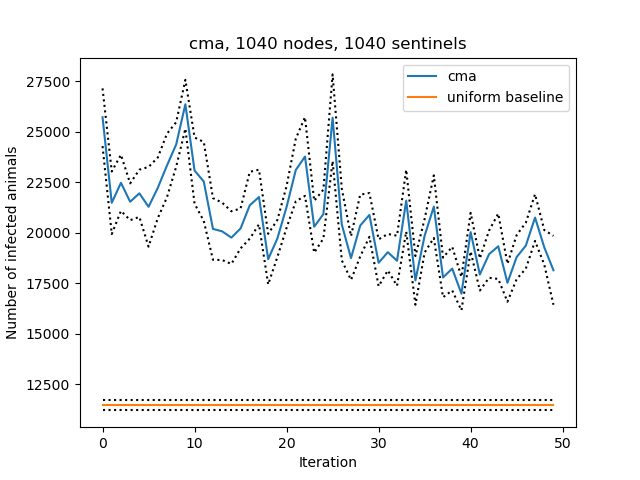 cma, 1040 nodes, 1040 sentinels
cma
uniform baseline
Number of infected animals
27500
25000
22500
20000
17500
15000
12500
0 10 20 30 40 50
Iteration